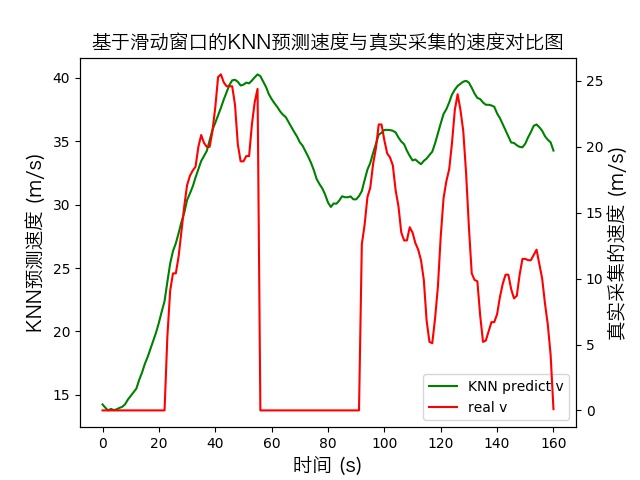 基于滑动窗口的KNN预测速度与真实采集的速度对比图
KNN预测速度 (m/s)
40
35
30
25
20
15
25
20
15
10
5
0
真实采集的速度 (m/s)
KNN predict v
real v
0 20 40 60 80 100 120 140 160
时间 (s)